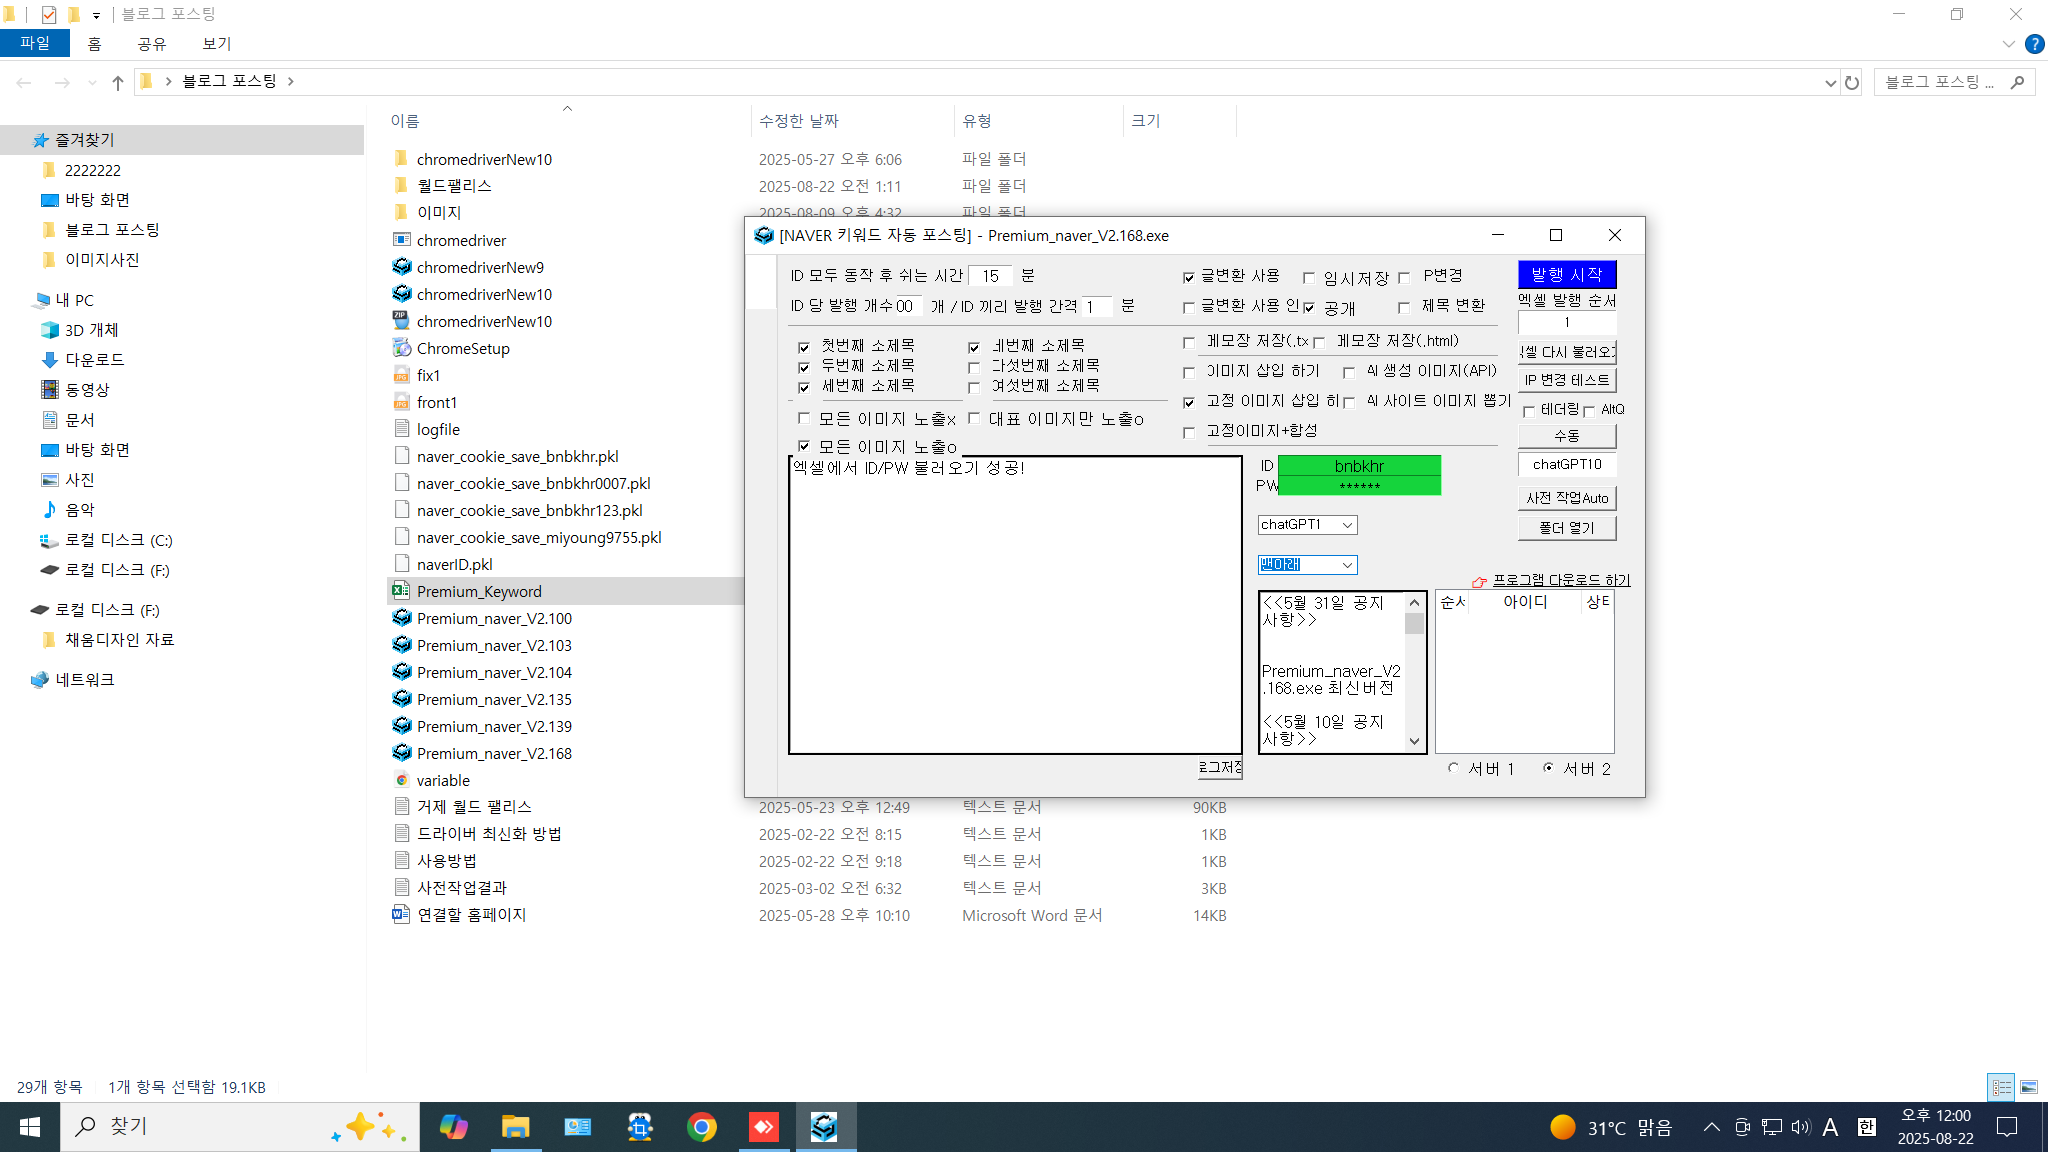 블로그 포스팅
파일 홈 공유 보기
블로그 포스팅
블로그 포스팅 ...
이름 수정한 날짜 유형 크기
즐겨찾기
2222222
바탕 화면
블로그 포스팅
이미지사진
내 PC
3D 개체
다운로드
동영상
문서
바탕 화면
사진
음악
로컬 디스크 (C:)
로컬 디스크 (F:)
로컬 디스크 (F:)
채움디자인 자료
네트워크
chromedriverNew10 2025-05-27 오후 6:06 파일 폴더
월드팰리스 2025-08-22 오전 1:11 파일 폴더
이미지 2025-08-09 오후 4:32 파일 폴더
chromedriver
chromedriverNew9
chromedriverNew10
chromedriverNew10
ChromeSetup
fix1
front1
logfile
naver_cookie_save_bnbkhr.pkl
naver_cookie_save_bnbkhr0007.pkl
naver_cookie_save_bnbkhr123.pkl
naver_cookie_save_miyoung9755.pkl
naverID.pkl
Premium_Keyword
Premium_naver_V2.100
Premium_naver_V2.103
Premium_naver_V2.104
Premium_naver_V2.135
Premium_naver_V2.139
Premium_naver_V2.168
variable
거제 월드 팰리스 2025-05-23 오후 12:49 텍스트 문서 90KB
드라이버 최신화 방법 2025-02-22 오전 8:15 텍스트 문서 1KB
사용방법 2025-02-22 오전 9:18 텍스트 문서 1KB
사전작업결과 2025-03-02 오전 6:32 텍스트 문서 3KB
연결할 홈페이지 2025-05-28 오후 10:10 Microsoft Word 문서 14KB
[NAVER 키워드 자동 포스팅] - Premium_naver_V2.168.exe
ID 모두 동작 후 쉬는 시간 15 분
ID 당 발행 개수 00 개 / ID 끼리 발행 간격 1 분
글변환 사용 임시저장 P변경
글변환 사용 인 공개 제목 변환
첫번째 소제목 네번째 소제목
두번째 소제목 다섯번째 소제목
세번째 소제목 여섯번째 소제목
모든 이미지 노출x 대표 이미지만 노출o
모든 이미지 노출o
메모장 저장(.tx 메모장 저장(.html)
이미지 삽입 하기 AI 생성 이미지(API)
고정 이미지 삽입 히 AI 사이트 이미지 뽑기
고정이미지+합성
발행 시작
엑셀 발행 순서
1
셀 다시 불러오기
IP 변경 테스트
테더링 AltQ
수동
chatGPT10
사전 작업Auto
폴더 열기
엑셀에서 ID/PW 불러오기 성공!
ID bnbkhr
PW ******
chatGPT1
맨아래
프로그램 다운로드 하기
<<5월 31일 공지
사항>>
Premium_naver_V2
.168.exe 최신버전
<<5월 10일 공지
사항>>
순서 아이디 상태
로그저장
서버 1 서버 2
29개 항목 1개 항목 선택함 19.1KB
찾기
31°C 맑음
A 한
오후 12:00
2025-08-22